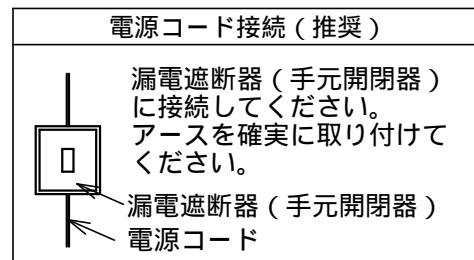 電源コード接続(推奨)
漏電遮断器(手元開閉器)
に接続してください。
アースを確実に取り付けて
ください。
漏電遮断器(手元開閉器)
電源コード